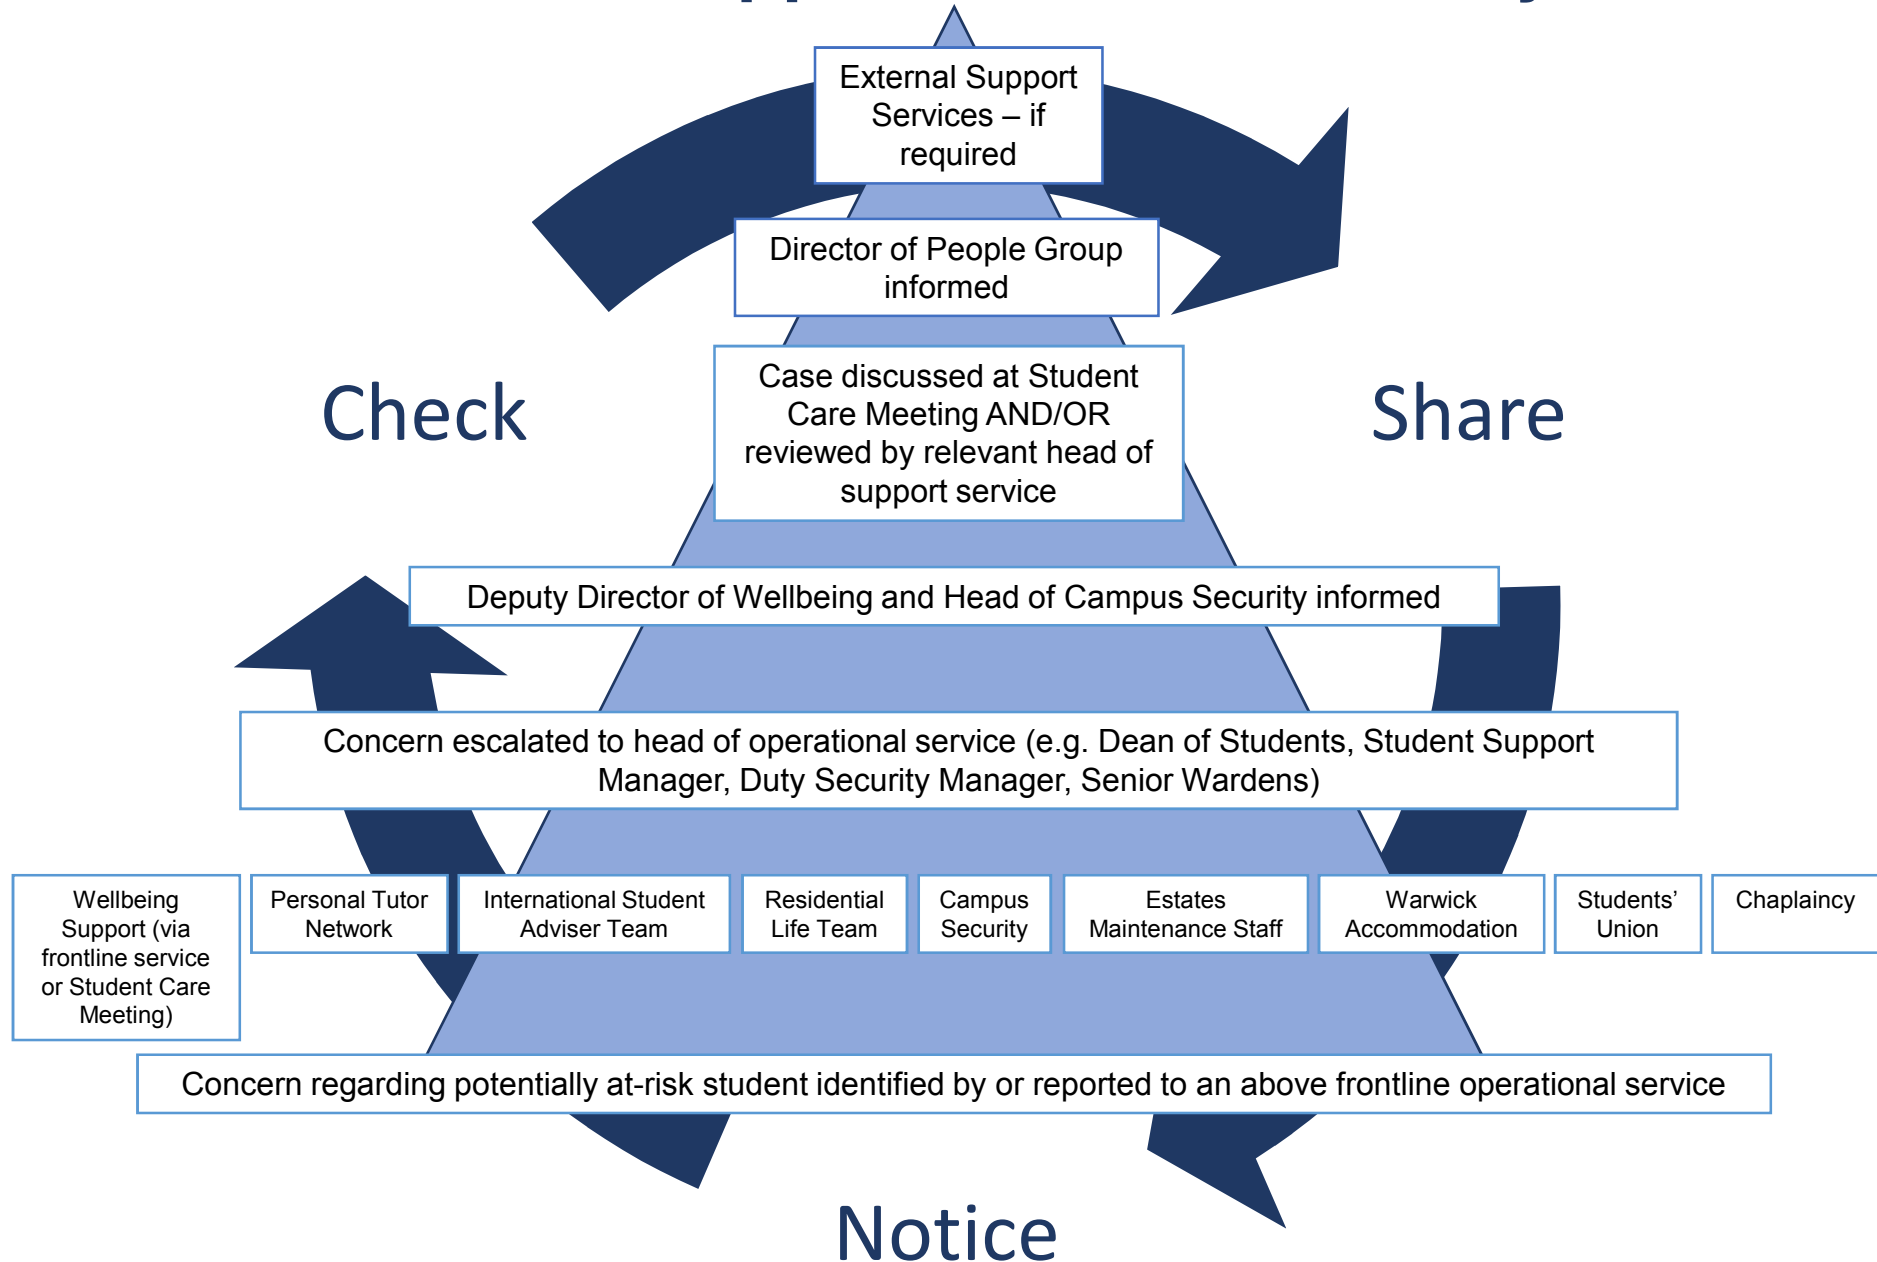 External Support
Services – if
required
Director of People Group
informed
Check
Share
Case discussed at Student
Care Meeting AND/OR
reviewed by relevant head of
support service
Deputy Director of Wellbeing and Head of Campus Security informed
Concern escalated to head of operational service (e.g. Dean of Students, Student Support
Manager, Duty Security Manager, Senior Wardens)
Wellbeing
Support (via
frontline service
or Student Care
Meeting)
Personal Tutor
Network
International Student
Adviser Team
Residential
Life Team
Campus
Security
Estates
Maintenance Staff
Warwick
Accommodation
Students’
Union
Chaplaincy
Concern regarding potentially at-risk student identified by or reported to an above frontline operational service
Notice